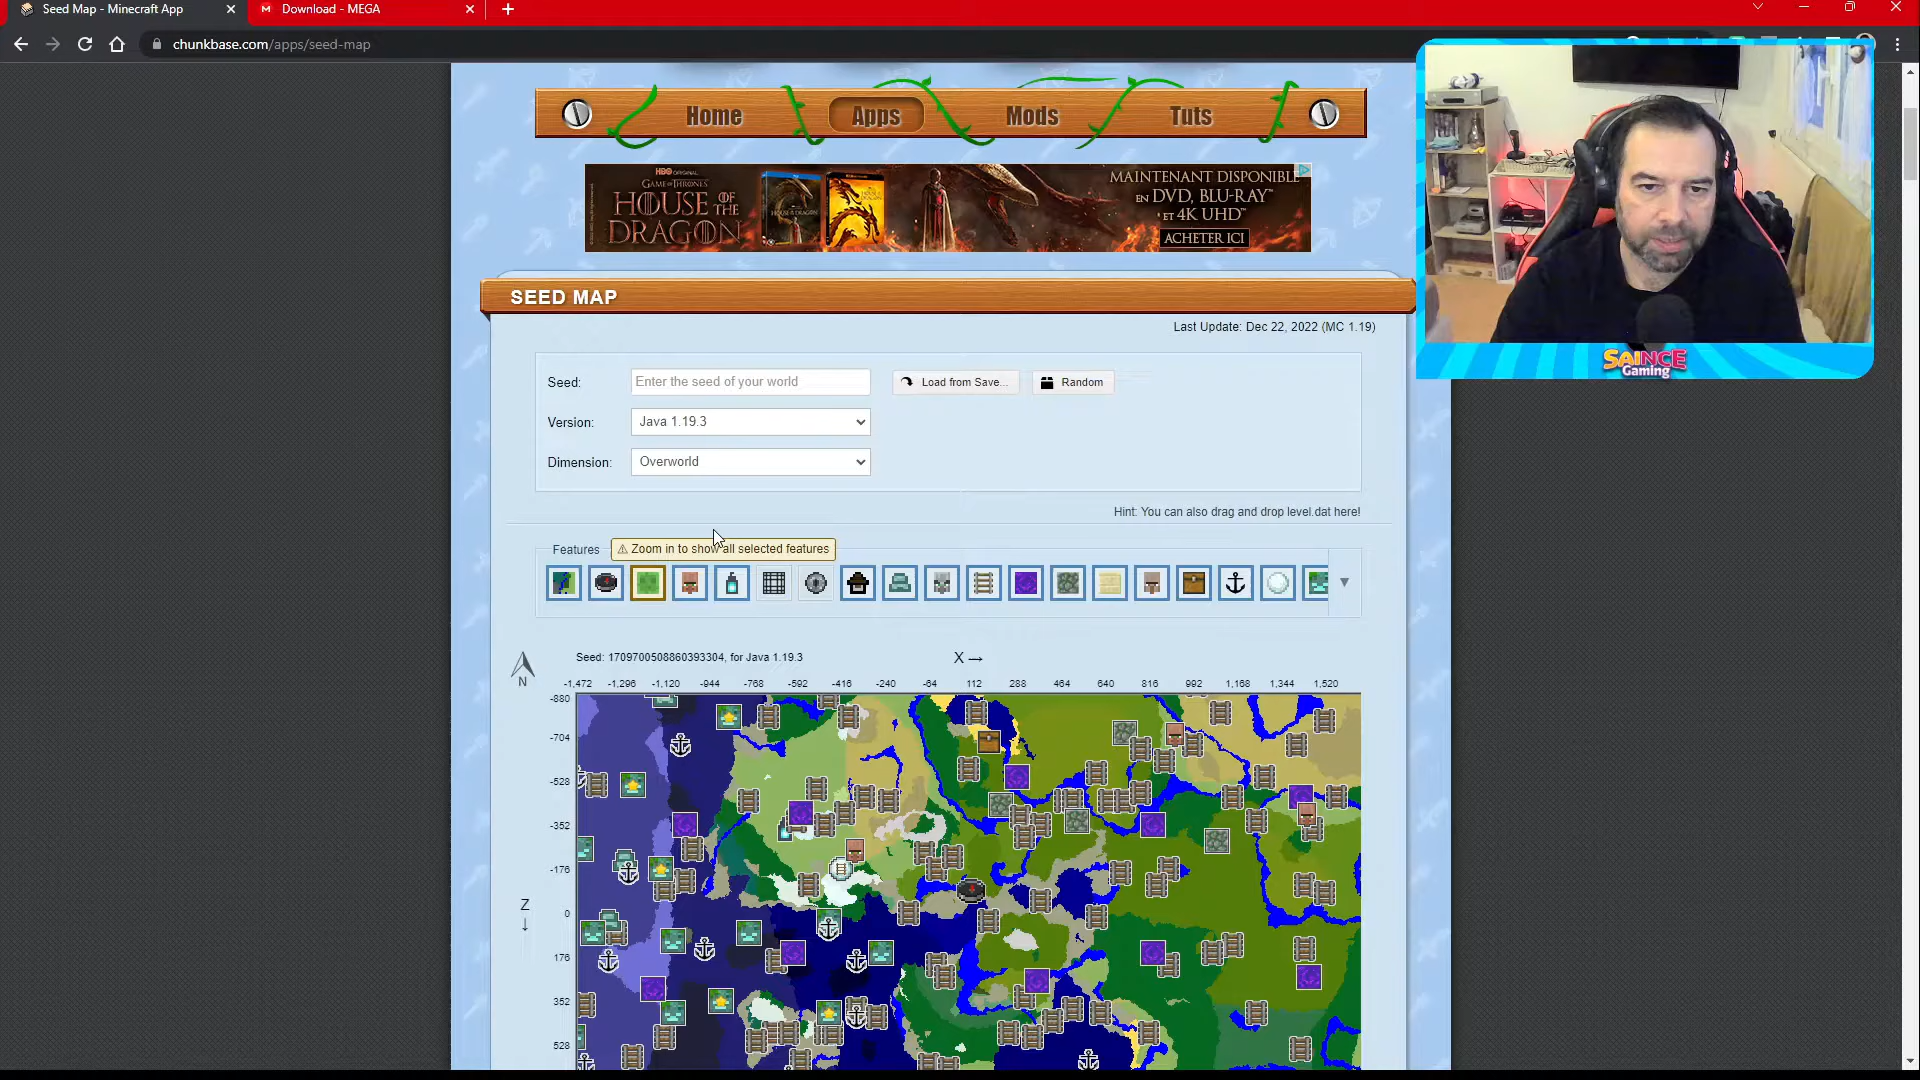 Seed Map - Minecraft App
Download - MEGA
chunkbase.com/apps/seed-map
Home
Apps
Mods
Tuts
HBO ORIGINAL
GAME OF THRONES
HOUSE OF THE DRAGON
MAINTENANT DISPONIBLE
EN DVD, BLU-RAY™
ET 4K UHD™
ACHETER ICI
SEED MAP
Last Update: Dec 22, 2022 (MC 1.19)
Seed:
Enter the seed of your world
Load from Save...
Random
Version:
Java 1.19.3
Dimension:
Overworld
Hint: You can also drag and drop level.dat here!
Features
⚠ Zoom in to show all selected features
Seed: 1709700508860393304, for Java 1.19.3
X →
N
-1,472 -1,296 -1,120 -944 -768 -592 -416 -240 -64 112 288 464 640 816 992 1,168 1,344 1,520
-880
-704
-528
-352
-176
Z
0
176
352
528
SAINCE
Gaming